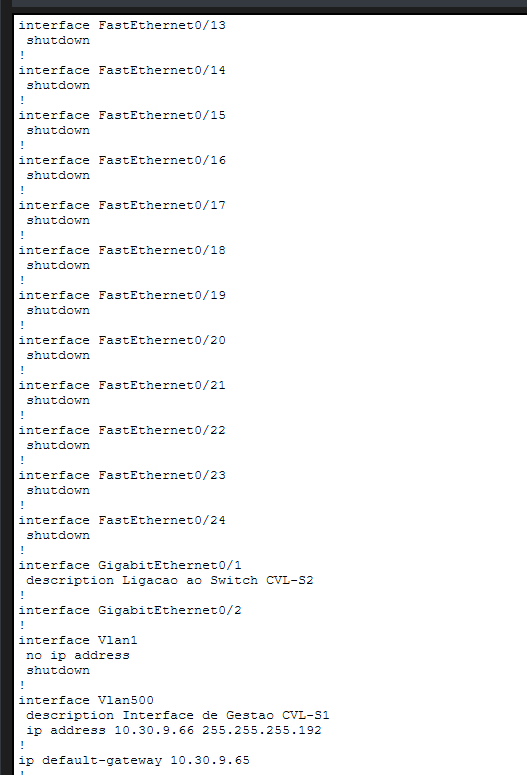 interface FastEthernet0/13
 shutdown
!
interface FastEthernet0/14
 shutdown
!
interface FastEthernet0/15
 shutdown
!
interface FastEthernet0/16
 shutdown
!
interface FastEthernet0/17
 shutdown
!
interface FastEthernet0/18
 shutdown
!
interface FastEthernet0/19
 shutdown
!
interface FastEthernet0/20
 shutdown
!
interface FastEthernet0/21
 shutdown
!
interface FastEthernet0/22
 shutdown
!
interface FastEthernet0/23
 shutdown
!
interface FastEthernet0/24
 shutdown
!
interface GigabitEthernet0/1
 description Ligacao ao Switch CVL-S2
!
interface GigabitEthernet0/2
!
interface Vlan1
 no ip address
 shutdown
!
interface Vlan500
 description Interface de Gestao CVL-S1
 ip address 10.30.9.66 255.255.255.192
!
ip default-gateway 10.30.9.65
!